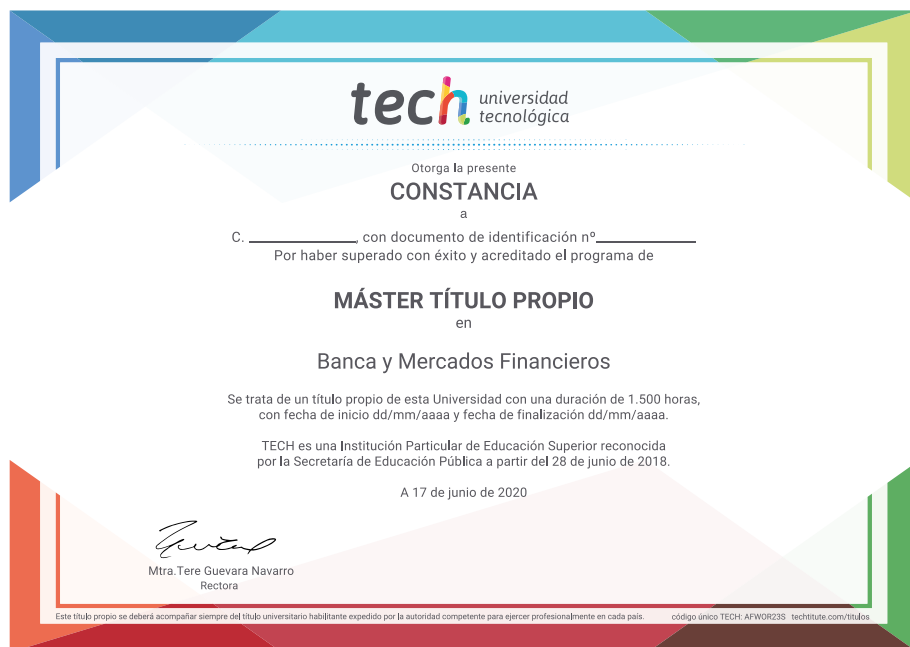 tech universidad
tecnológica
Otorga la presente
CONSTANCIA
a
C. ____________, con documento de identificación nº____________
Por haber superado con éxito y acreditado el programa de
MÁSTER TÍTULO PROPIO
en
Banca y Mercados Financieros
Se trata de un título propio de esta Universidad con una duración de 1.500 horas,
con fecha de inicio dd/mm/aaaa y fecha de finalización dd/mm/aaaa.
TECH es una Institución Particular de Educación Superior reconocida
por la Secretaría de Educación Pública a partir del 28 de junio de 2018.
A 17 de junio de 2020
Mtra.Tere Guevara Navarro
Rectora
Este título propio se deberá acompañar siempre del título universitario habilitante expedido por la autoridad competente para ejercer profesionalmente en cada país. código único TECH: AFWOR23S techtitute.com/titulos